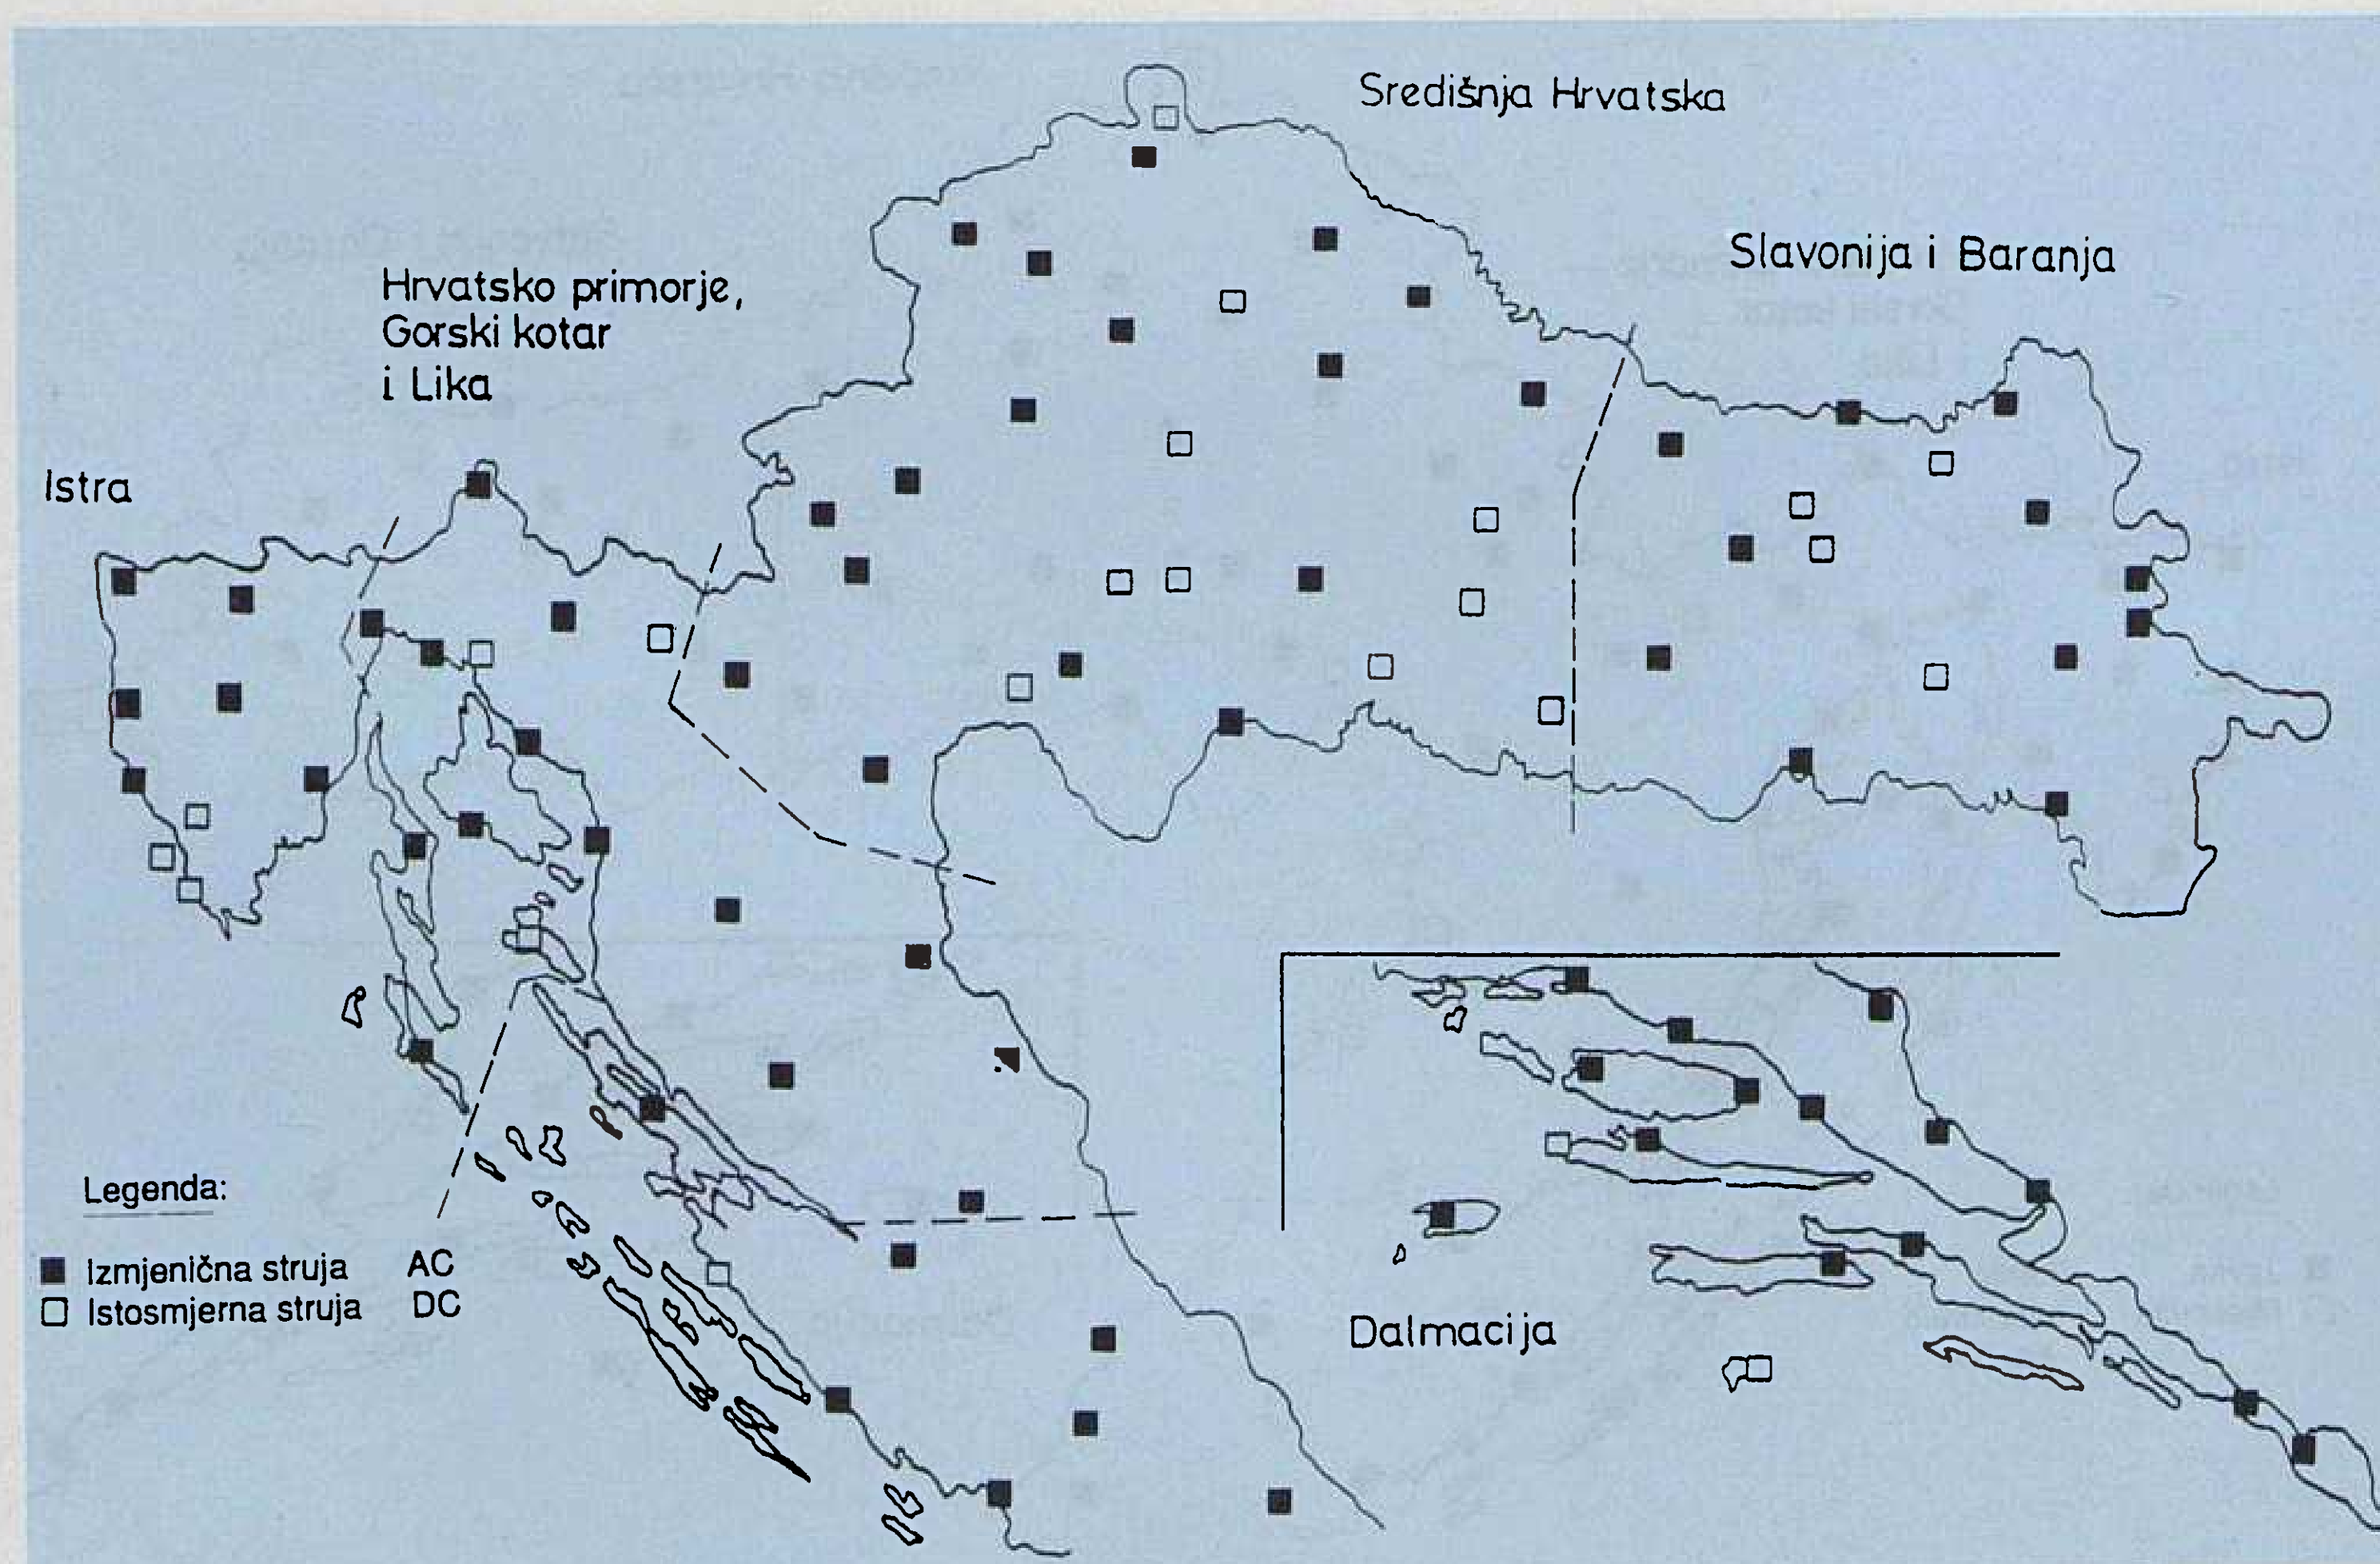 Središnja Hrvatska
Slavonija i Baranja
Hrvatsko primorje,
Gorski kotar
i Lika
Istra
Legenda:
Izmjenična struja AC
Istosmjerna struja DC
Dalmacija